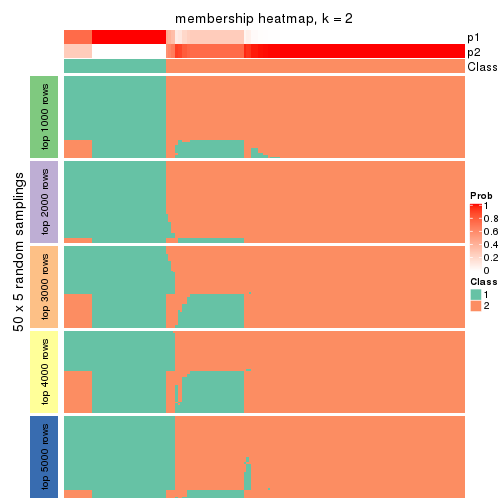 membership heatmap, k = 2
p1
p2
Class
50 x 5 random samplings
top 1000 rows
top 2000 rows
top 3000 rows
top 4000 rows
top 5000 rows
Prob
1
0.8
0.6
0.4
0.2
0
Class
1
2